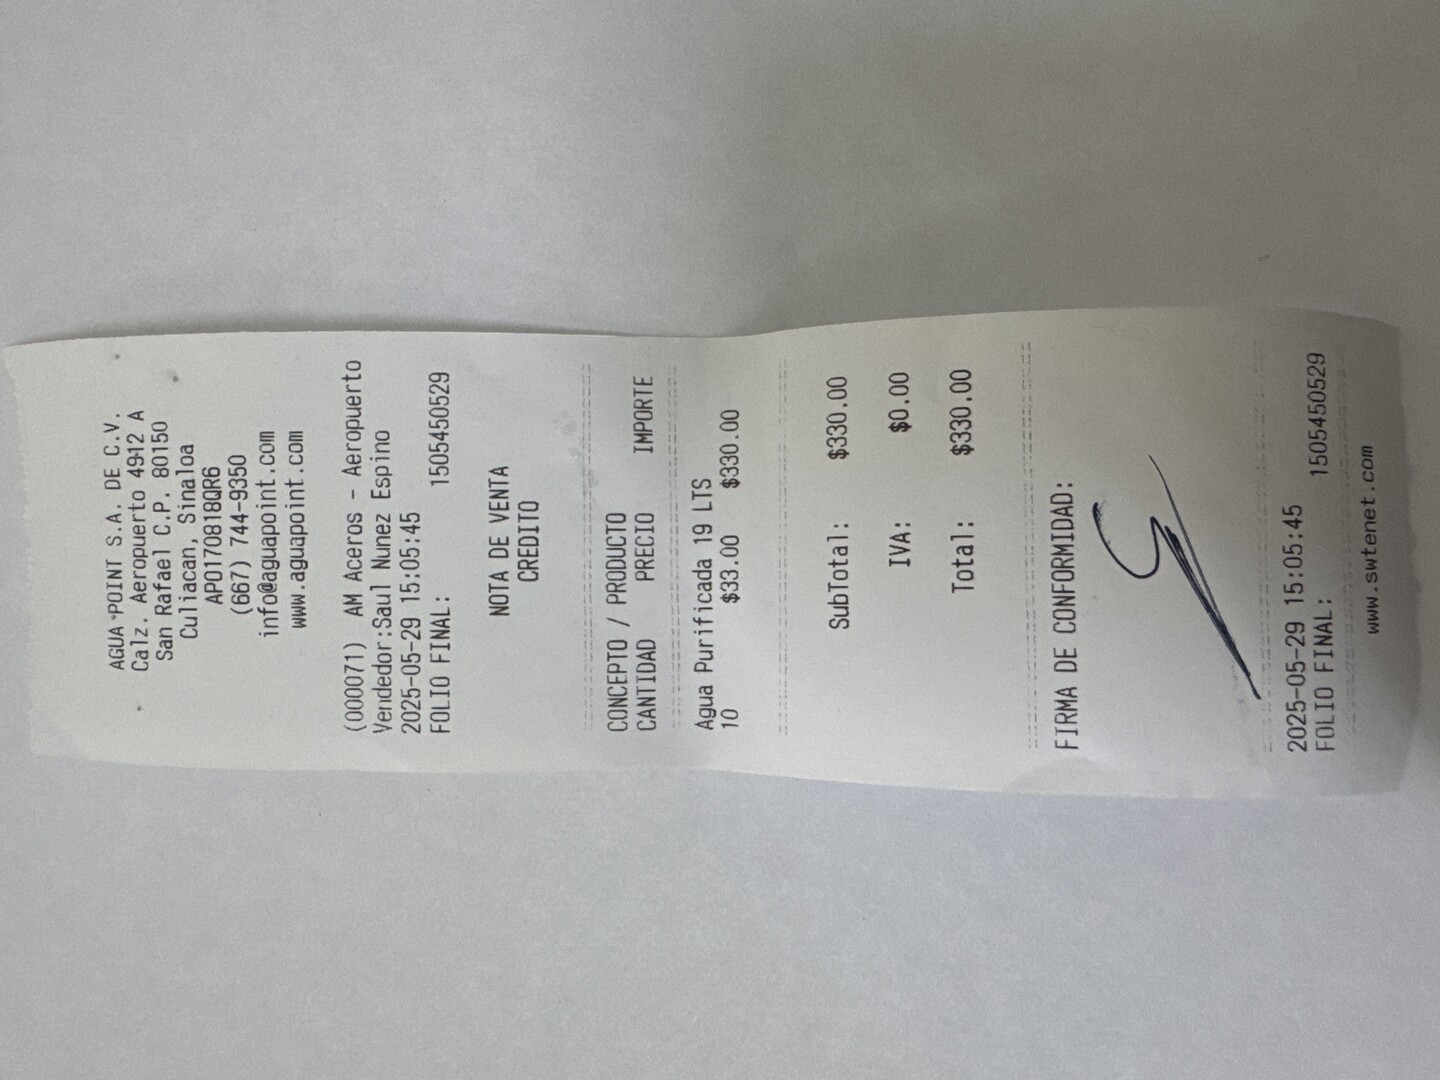 AGUA POINT S.A. DE C.V.
Calz. Aeropuerto 4912 A
San Rafael C.P. 80150
Culiacan, Sinaloa
APO170818QR6
(667) 744-9350
info@aguapoint.com
www.aguapoint.com
(000071) AM Aceros - Aeropuerto
Vendedor:Saul Nunez Espino
2025-05-29 15:05:45
FOLIO FINAL: 1505450529
NOTA DE VENTA
CREDITO
CONCEPTO / PRODUCTO
CANTIDAD PRECIO IMPORTE
Agua Purificada 19 LTS
10 $33.00 $330.00
SubTotal: $330.00
IVA: $0.00
Total: $330.00
FIRMA DE CONFORMIDAD:
2025-05-29 15:05:45
FOLIO FINAL: 1505450529
www.swtenet.com